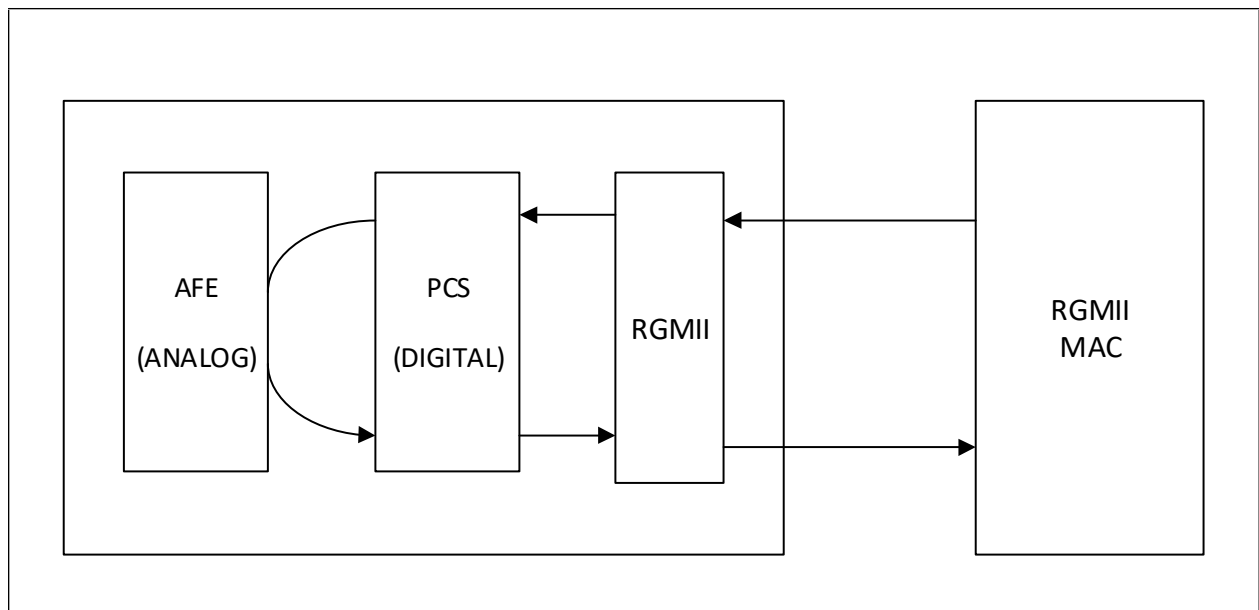 AFE
(ANALOG)
PCS
(DIGITAL)
RGMII
RGMII
MAC